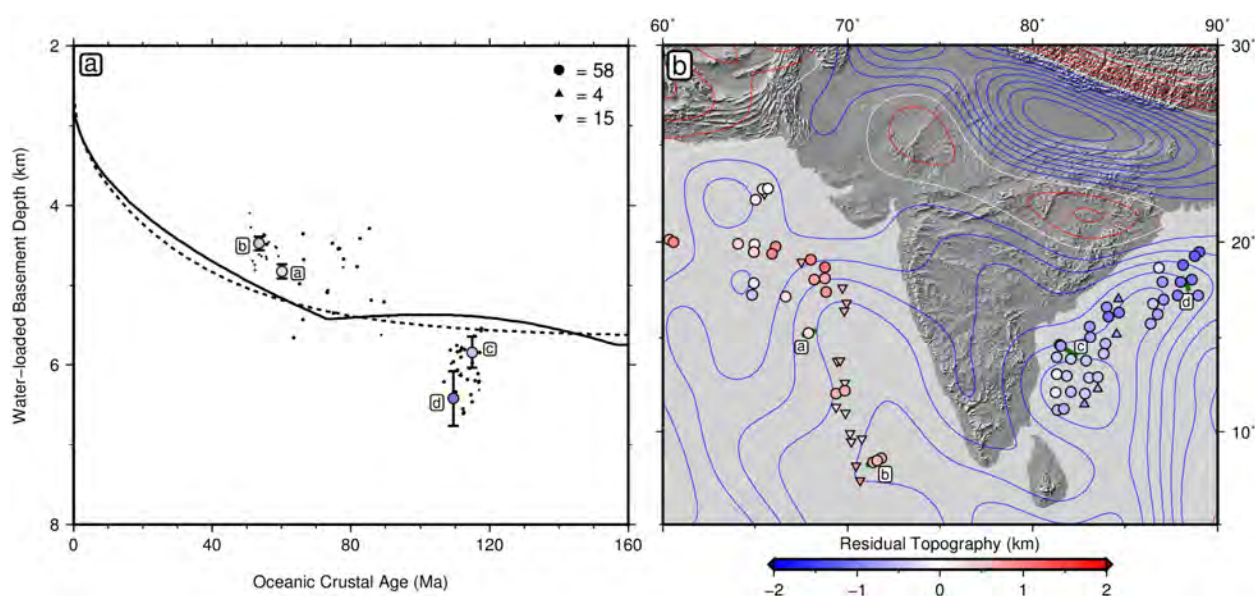 a
= 58
= 4
= 15
b
a
c
d
2
4
6
8
0
40
80
120
160
Water−loaded Basement Depth (km)
Oceanic Crustal Age (Ma)
60° 70° 80° 90°
b
30°
20°
10°
a
b
c
d
Residual Topography (km)
−2 −1 0 1 2